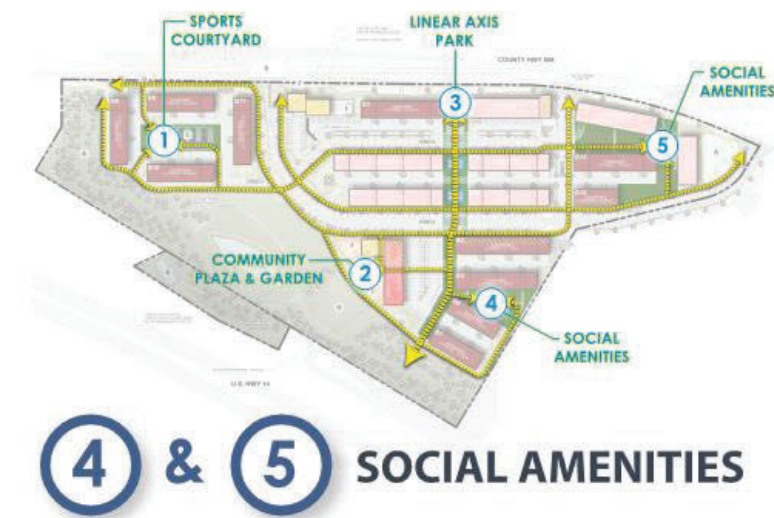 SPORTS
COURTYARD
LINEAR AXIS
PARK
COUNTY HWY
SOCIAL
AMENITIES
1
3
5
COMMUNITY
PLAZA & GARDEN
2
4
SOCIAL
AMENITIES
U.S. HWY 14
4 & 5 SOCIAL AMENITIES